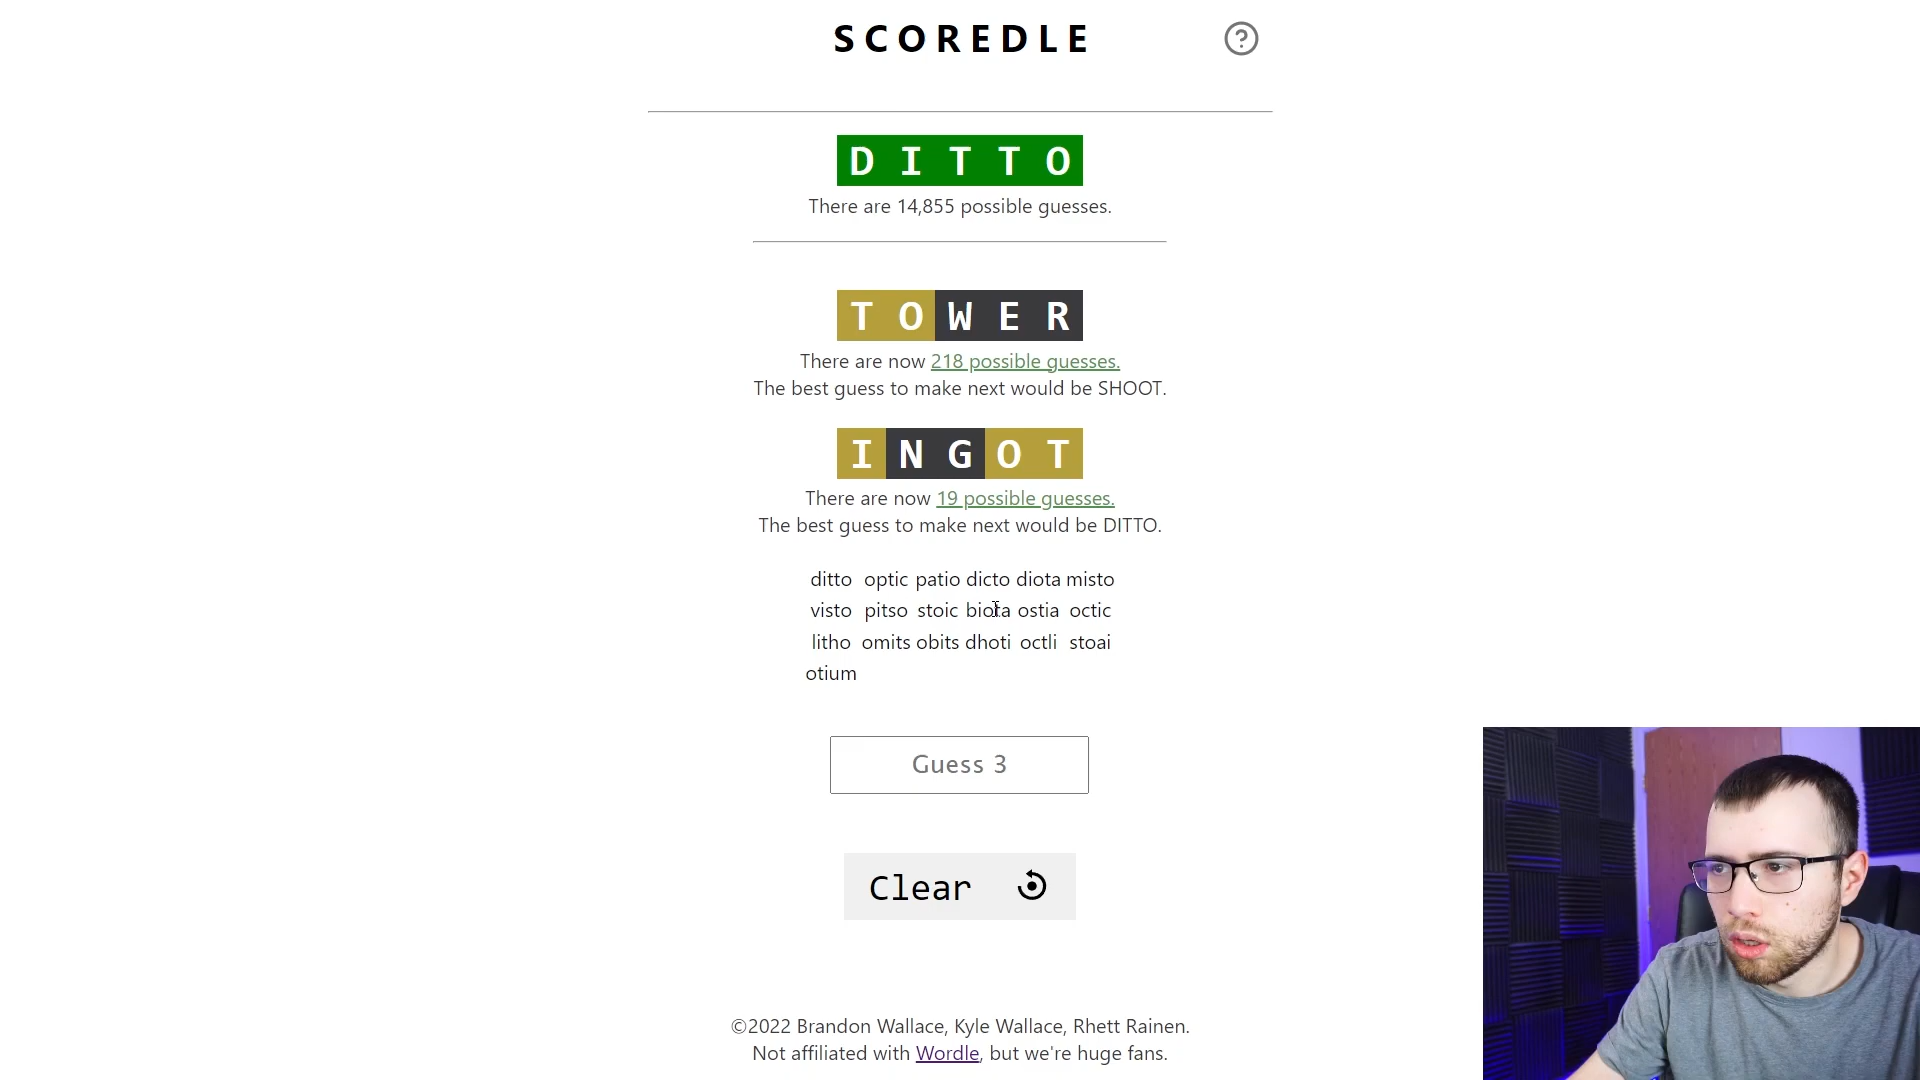 SCOREDLE
DITTO
There are 14,855 possible guesses.
TOWER
There are now 218 possible guesses.
The best guess to make next would be SHOOT.
INGOT
There are now 19 possible guesses.
The best guess to make next would be DITTO.
ditto optic patio dicto diota misto
visto pitso stoic biota ostia octic
litho omits obits dhoti octli stoai
otium
Guess 3
Clear
©2022 Brandon Wallace, Kyle Wallace, Rhett Rainen.
Not affiliated with Wordle, but we're huge fans.